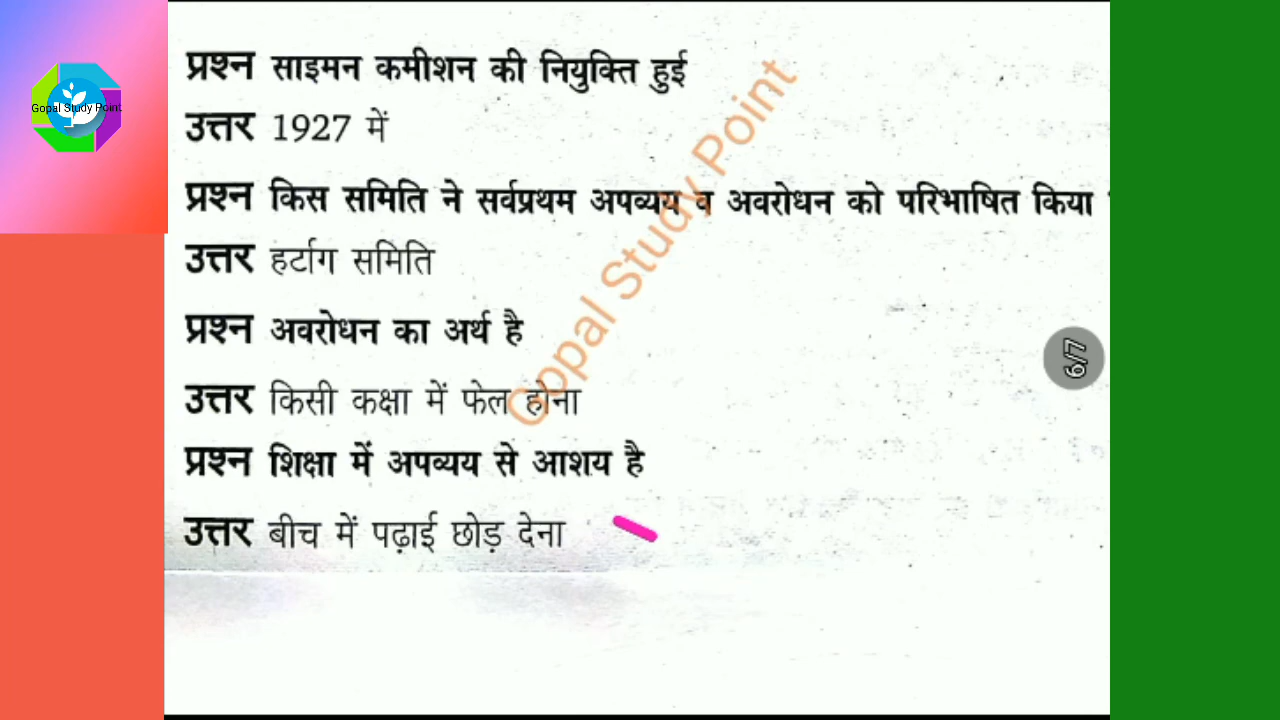 Gopal Study Point
प्रश्न साइमन कमीशन की नियुक्ति हुई
उत्तर 1927 में
प्रश्न किस समिति ने सर्वप्रथम अपव्यय व अवरोधन को परिभाषित किया
उत्तर हर्टाग समिति
प्रश्न अवरोधन का अर्थ है
उत्तर किसी कक्षा में फेल होना
प्रश्न शिक्षा में अपव्यय से आशय है
उत्तर बीच में पढ़ाई छोड़ देना
Gopal Study Point
6/7